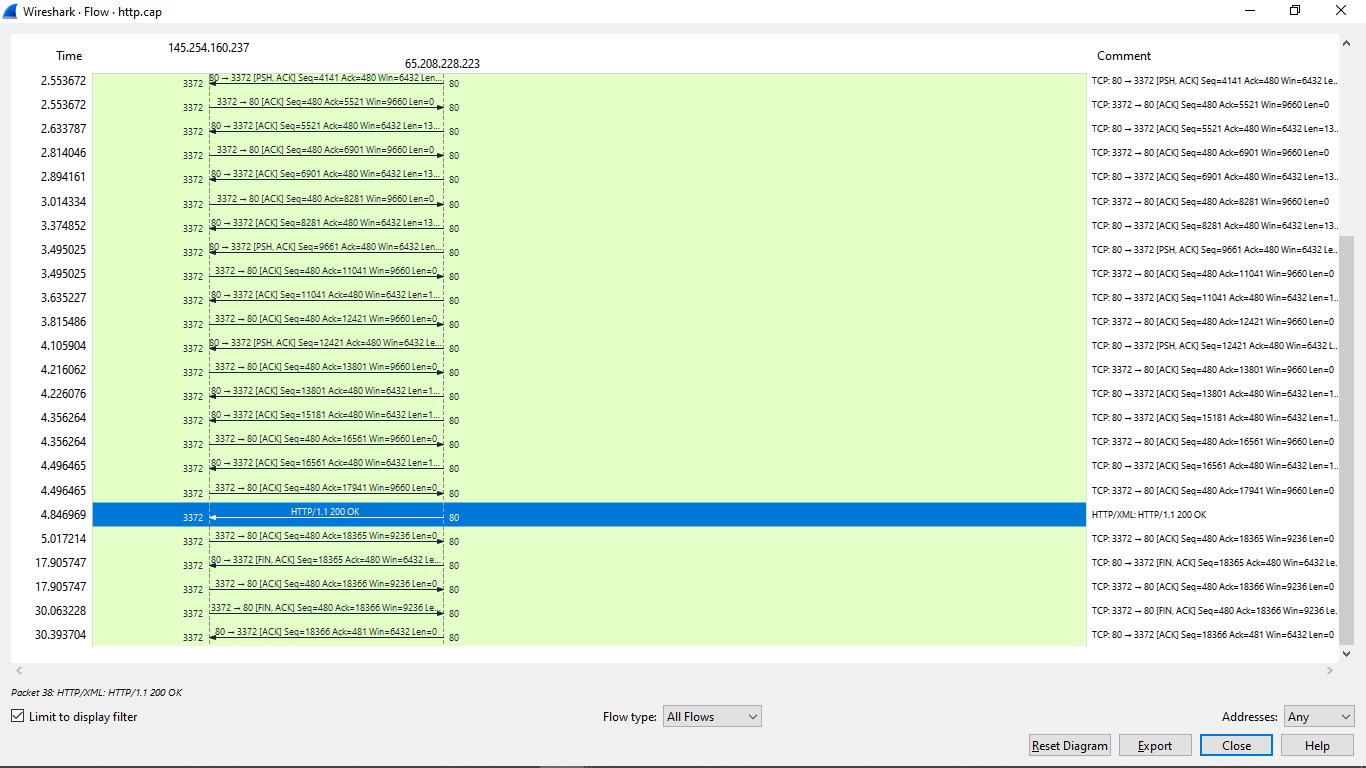 Wireshark · Flow · http.cap
145.254.160.237
Time
Comment
65.208.228.223
2.553672 3372 80 → 3372 [PSH, ACK] Seq=4141 Ack=480 Win=6432 Len... 80 TCP: 80 → 3372 [PSH, ACK] Seq=4141 Ack=480 Win=6432 Le...
2.553672 3372 3372 → 80 [ACK] Seq=480 Ack=5521 Win=9660 Len=0 80 TCP: 3372 → 80 [ACK] Seq=480 Ack=5521 Win=9660 Len=0
2.633787 3372 80 → 3372 [ACK] Seq=5521 Ack=480 Win=6432 Len=13... 80 TCP: 80 → 3372 [ACK] Seq=5521 Ack=480 Win=6432 Len=13...
2.814046 3372 3372 → 80 [ACK] Seq=480 Ack=6901 Win=9660 Len=0 80 TCP: 3372 → 80 [ACK] Seq=480 Ack=6901 Win=9660 Len=0
2.894161 3372 80 → 3372 [ACK] Seq=6901 Ack=480 Win=6432 Len=13... 80 TCP: 80 → 3372 [ACK] Seq=6901 Ack=480 Win=6432 Len=13...
3.014334 3372 3372 → 80 [ACK] Seq=480 Ack=8281 Win=9660 Len=0 80 TCP: 3372 → 80 [ACK] Seq=480 Ack=8281 Win=9660 Len=0
3.374852 3372 80 → 3372 [ACK] Seq=8281 Ack=480 Win=6432 Len=13... 80 TCP: 80 → 3372 [ACK] Seq=8281 Ack=480 Win=6432 Len=13...
3.495025 3372 80 → 3372 [PSH, ACK] Seq=9661 Ack=480 Win=6432 Len... 80 TCP: 80 → 3372 [PSH, ACK] Seq=9661 Ack=480 Win=6432 Le...
3.495025 3372 3372 → 80 [ACK] Seq=480 Ack=11041 Win=9660 Len=0 80 TCP: 3372 → 80 [ACK] Seq=480 Ack=11041 Win=9660 Len=0
3.635227 3372 80 → 3372 [ACK] Seq=11041 Ack=480 Win=6432 Len=1... 80 TCP: 80 → 3372 [ACK] Seq=11041 Ack=480 Win=6432 Len=1...
3.815486 3372 3372 → 80 [ACK] Seq=480 Ack=12421 Win=9660 Len=0 80 TCP: 3372 → 80 [ACK] Seq=480 Ack=12421 Win=9660 Len=0
4.105904 3372 80 → 3372 [PSH, ACK] Seq=12421 Ack=480 Win=6432 Le... 80 TCP: 80 → 3372 [PSH, ACK] Seq=12421 Ack=480 Win=6432 L...
4.216062 3372 3372 → 80 [ACK] Seq=480 Ack=13801 Win=9660 Len=0 80 TCP: 3372 → 80 [ACK] Seq=480 Ack=13801 Win=9660 Len=0
4.226076 3372 80 → 3372 [ACK] Seq=13801 Ack=480 Win=6432 Len=1... 80 TCP: 80 → 3372 [ACK] Seq=13801 Ack=480 Win=6432 Len=1...
4.356264 3372 80 → 3372 [ACK] Seq=15181 Ack=480 Win=6432 Len=1... 80 TCP: 80 → 3372 [ACK] Seq=15181 Ack=480 Win=6432 Len=1...
4.356264 3372 3372 → 80 [ACK] Seq=480 Ack=16561 Win=9660 Len=0 80 TCP: 3372 → 80 [ACK] Seq=480 Ack=16561 Win=9660 Len=0
4.496465 3372 80 → 3372 [ACK] Seq=16561 Ack=480 Win=6432 Len=1... 80 TCP: 80 → 3372 [ACK] Seq=16561 Ack=480 Win=6432 Len=1...
4.496465 3372 3372 → 80 [ACK] Seq=480 Ack=17941 Win=9660 Len=0 80 TCP: 3372 → 80 [ACK] Seq=480 Ack=17941 Win=9660 Len=0
4.846969 3372 HTTP/1.1 200 OK 80 HTTP/XML: HTTP/1.1 200 OK
5.017214 3372 3372 → 80 [ACK] Seq=480 Ack=18365 Win=9236 Len=0 80 TCP: 3372 → 80 [ACK] Seq=480 Ack=18365 Win=9236 Len=0
17.905747 3372 80 → 3372 [FIN, ACK] Seq=18365 Ack=480 Win=6432 Le... 80 TCP: 80 → 3372 [FIN, ACK] Seq=18365 Ack=480 Win=6432 Le...
17.905747 3372 3372 → 80 [ACK] Seq=480 Ack=18366 Win=9236 Len=0 80 TCP: 3372 → 80 [ACK] Seq=480 Ack=18366 Win=9236 Len=0
30.063228 3372 3372 → 80 [FIN, ACK] Seq=480 Ack=18366 Win=9236 Le... 80 TCP: 3372 → 80 [FIN, ACK] Seq=480 Ack=18366 Win=9236 Le...
30.393704 3372 80 → 3372 [ACK] Seq=18366 Ack=481 Win=6432 Len=0 80 TCP: 80 → 3372 [ACK] Seq=18366 Ack=481 Win=6432 Len=0
Packet 38: HTTP/XML: HTTP/1.1 200 OK
Limit to display filter Flow type: All Flows Addresses: Any
Reset Diagram Export Close Help